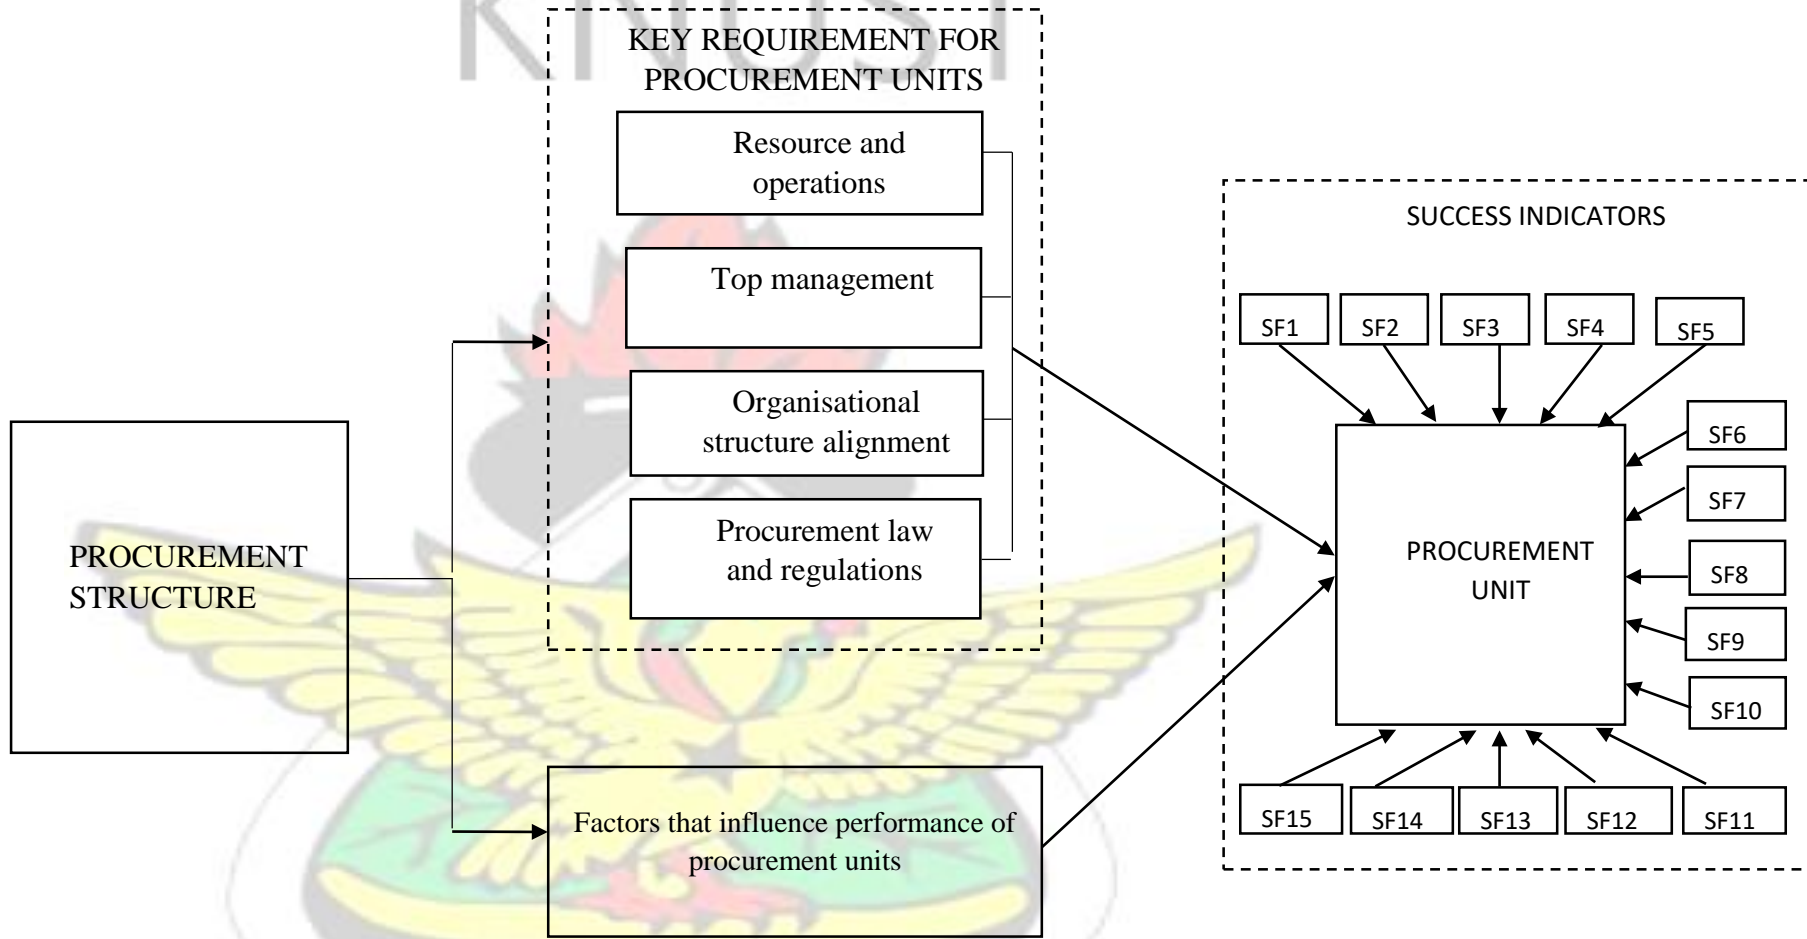 KNUST
KEY REQUIREMENT FOR
PROCUREMENT UNITS
Resource and
operations
Top management
Organisational
structure alignment
Procurement law
and regulations
PROCUREMENT
STRUCTURE
Factors that influence performance of
procurement units
SUCCESS INDICATORS
SF1
SF2
SF3
SF4
SF5
SF6
SF7
SF8
SF9
SF10
PROCUREMENT
UNIT
SF15
SF14
SF13
SF12
SF11